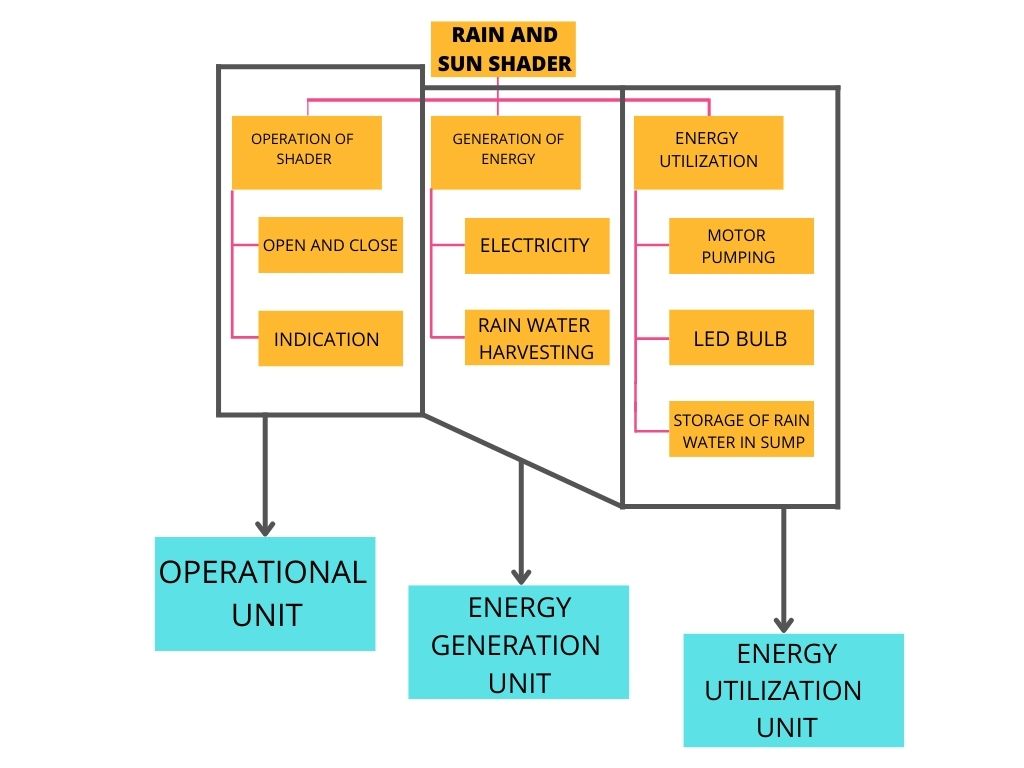 RAIN AND
SUN SHADER
OPERATION OF
SHADER
GENERATION OF
ENERGY
ENERGY
UTILIZATION
OPEN AND CLOSE
ELECTRICITY
MOTOR
PUMPING
INDICATION
RAIN WATER
HARVESTING
LED BULB
STORAGE OF RAIN
WATER IN SUMP
OPERATIONAL
UNIT
ENERGY
GENERATION
UNIT
ENERGY
UTILIZATION
UNIT